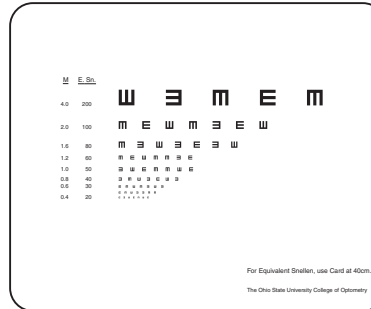 M E. Sn.
4.0 200
2.0 100
1.6 80
1.2 60
1.0 50
0.8 40
0.6 30
0.4 20
For Equivalent Snellen, use Card at 40cm.
The Ohio State University College of Optometry